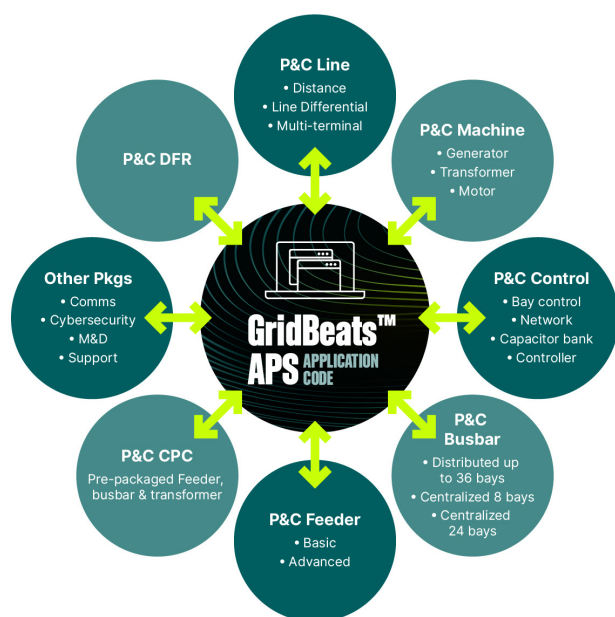 P&C Line
• Distance
• Line Differential
• Multi-terminal
P&C Machine
• Generator
• Transformer
• Motor
P&C Control
• Bay control
• Network
• Capacitor bank
• Controller
P&C
Busbar
• Distributed up
to 36 bays
• Centralized 8 bays
• Centralized
24 bays
P&C Feeder
• Basic
• Advanced
P&C CPC
Pre-packaged Feeder,
busbar & transformer
Other Pkgs
• Comms
• Cybersecurity
• M&D
• Support
P&C DFR
GridBeats™
APS APPLICATION
CODE